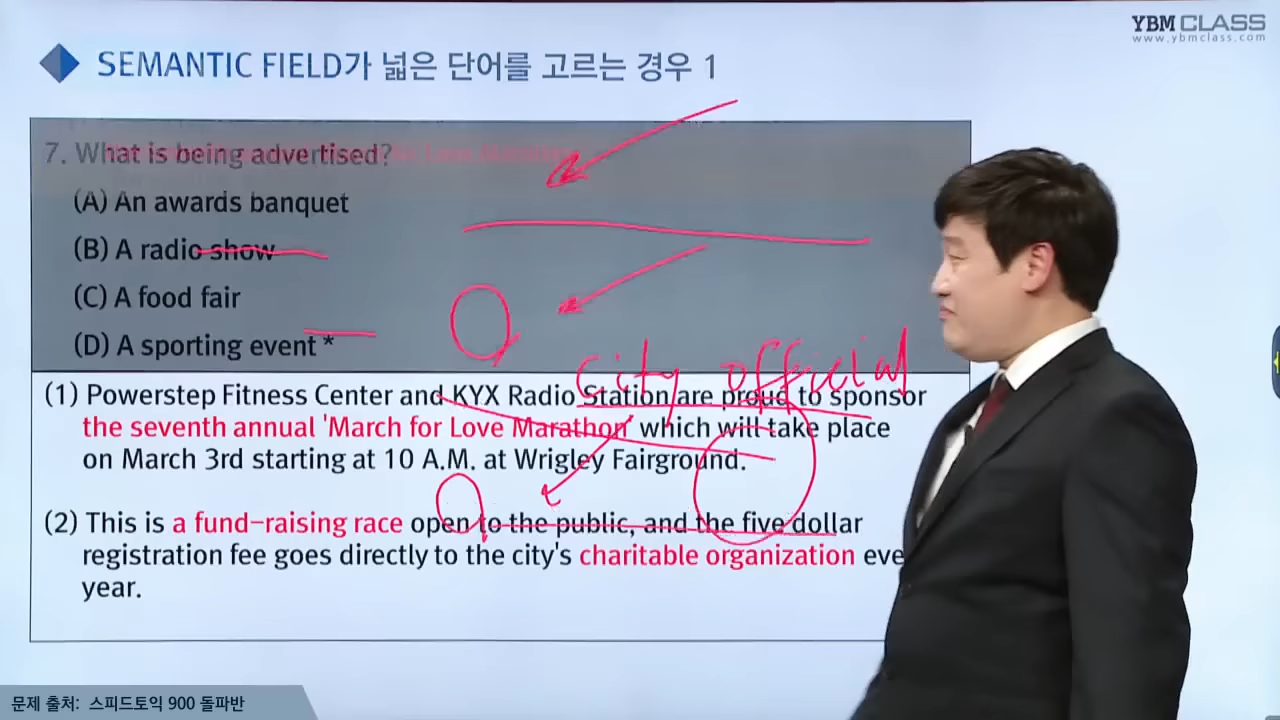 YBM CLASS
www.ybmclass.com
SEMANTIC FIELD가 넓은 단어를 고르는 경우 1
7. What is being advertised?
(A) An awards banquet
(B) A radio show
(C) A food fair
(D) A sporting event *
city official
(1) Powerstep Fitness Center and KYX Radio Station are proud to sponsor
the seventh annual 'March for Love Marathon' which will take place
on March 3rd starting at 10 A.M. at Wrigley Fairground.
(2) This is a fund-raising race open to the public, and the five dollar
registration fee goes directly to the city's charitable organization eve
year.
문제 출처: 스피드토익 900 돌파반